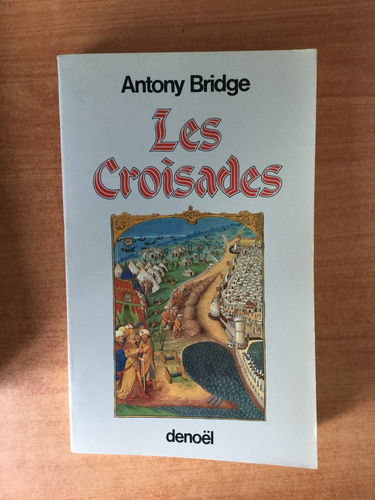 Antony Bridge
Les
Croisades
denoël